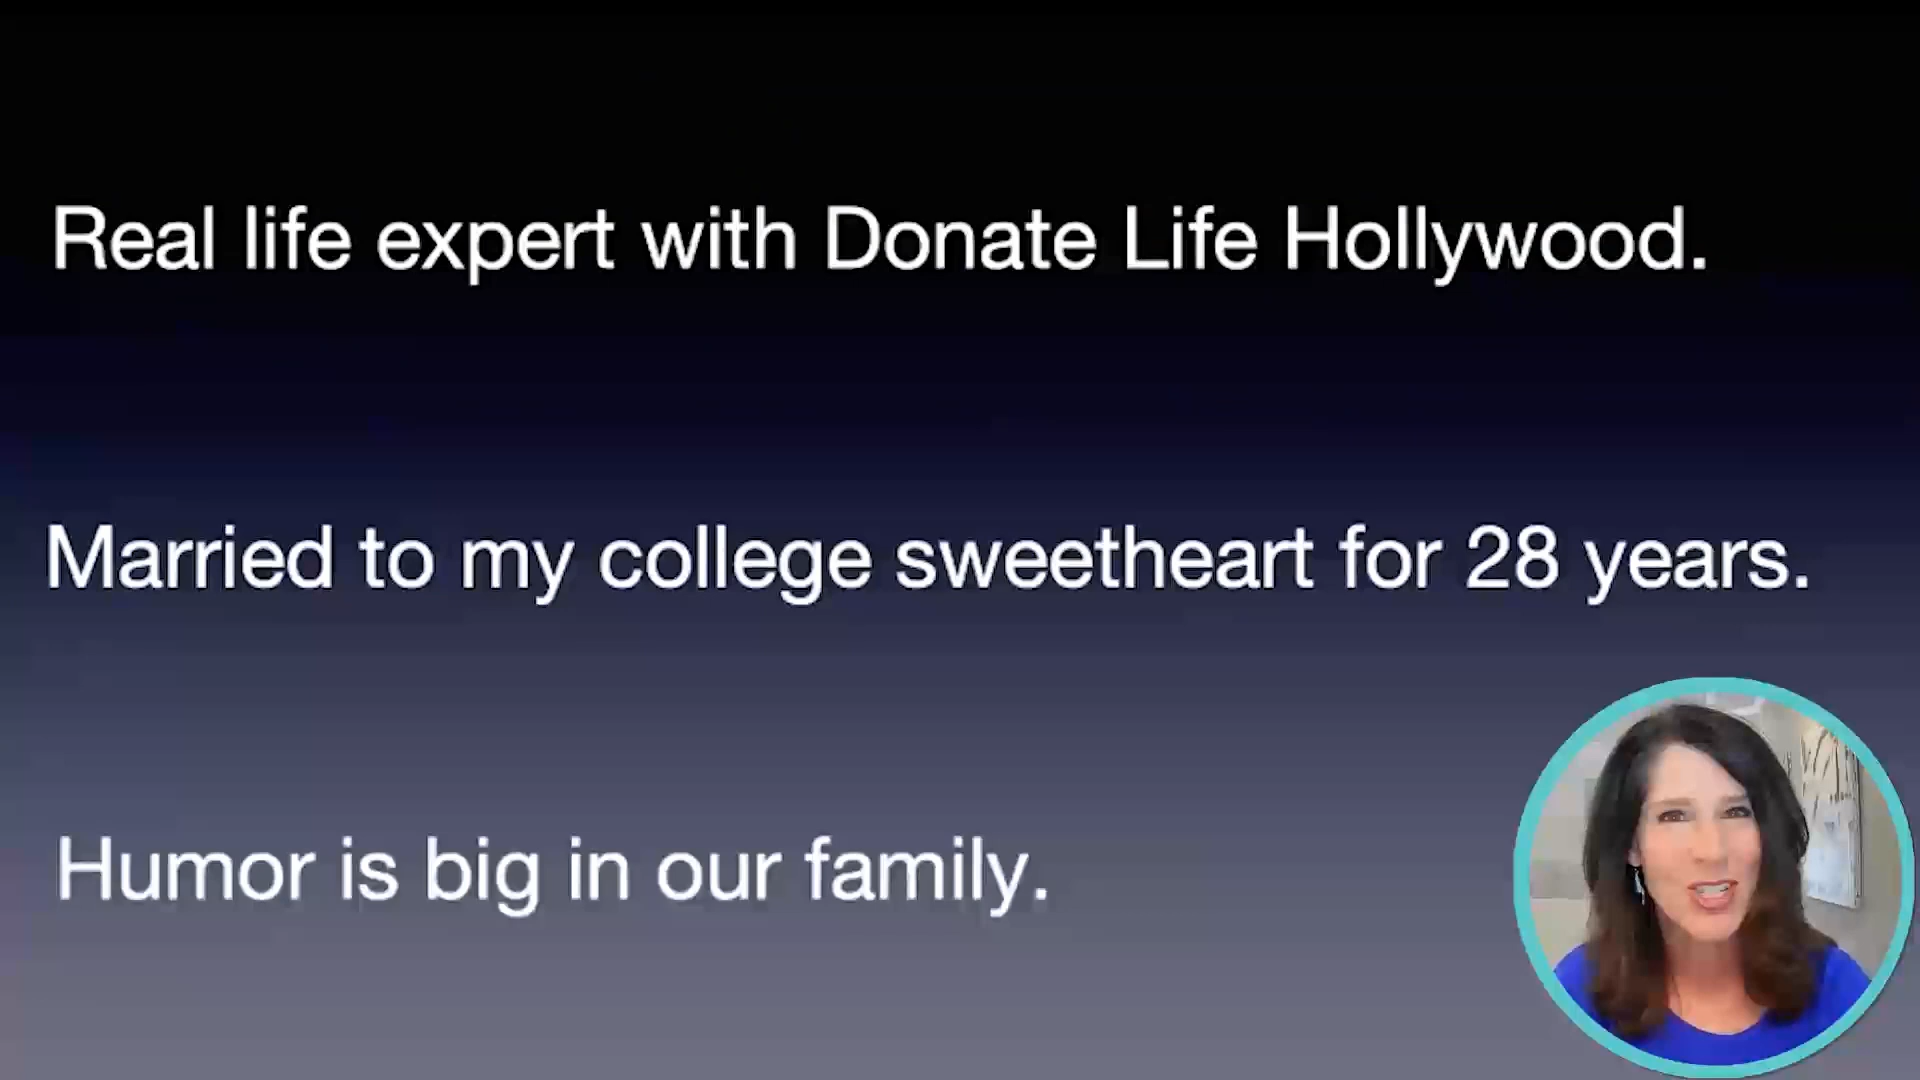 Real life expert with Donate Life Hollywood.
Married to my college sweetheart for 28 years.
Humor is big in our family.